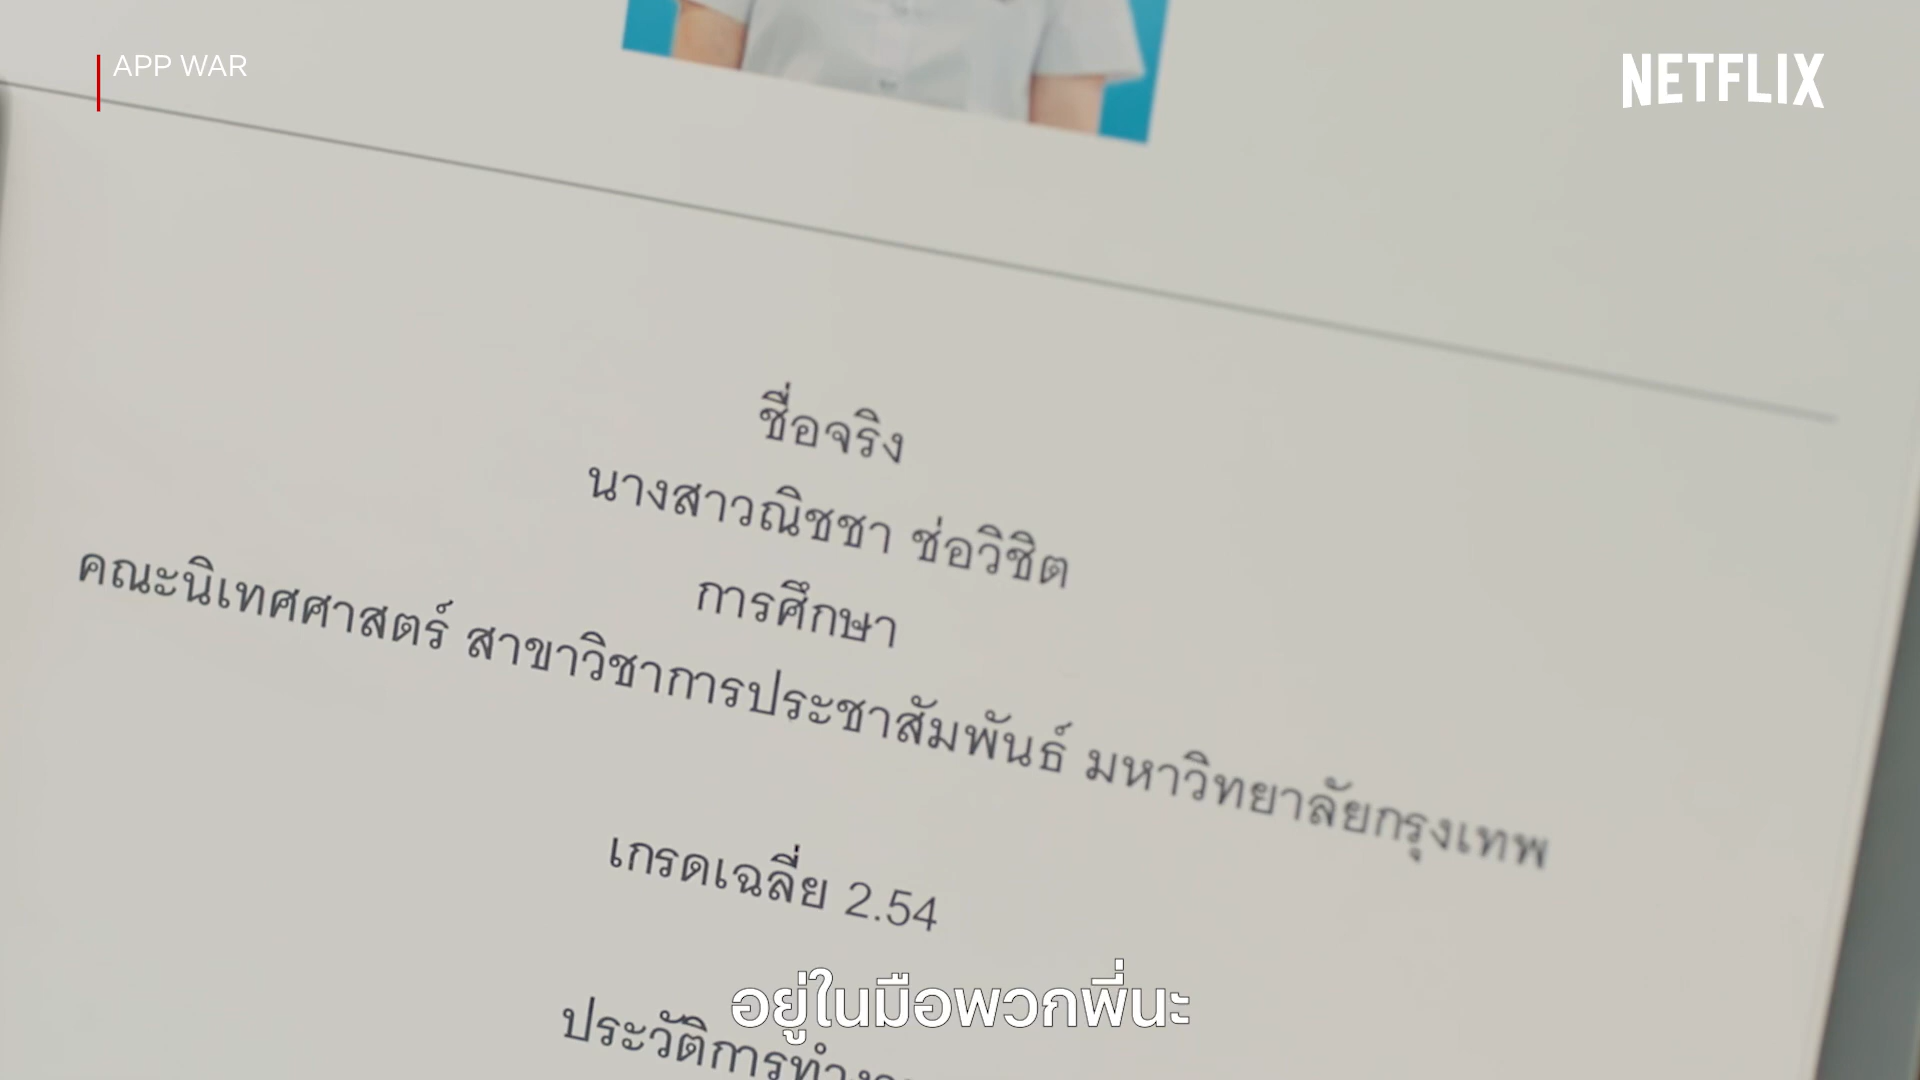 APP WAR
NETFLIX
ชื่อจริง
นางสาวณิชชา ช่อวิชิต
การศึกษา
คณะนิเทศศาสตร์ สาขาวิชาการประชาสัมพันธ์ มหาวิทยาลัยกรุงเทพ
เกรดเฉลี่ย 2.54
อยู่ในมือพวกพี่นะ